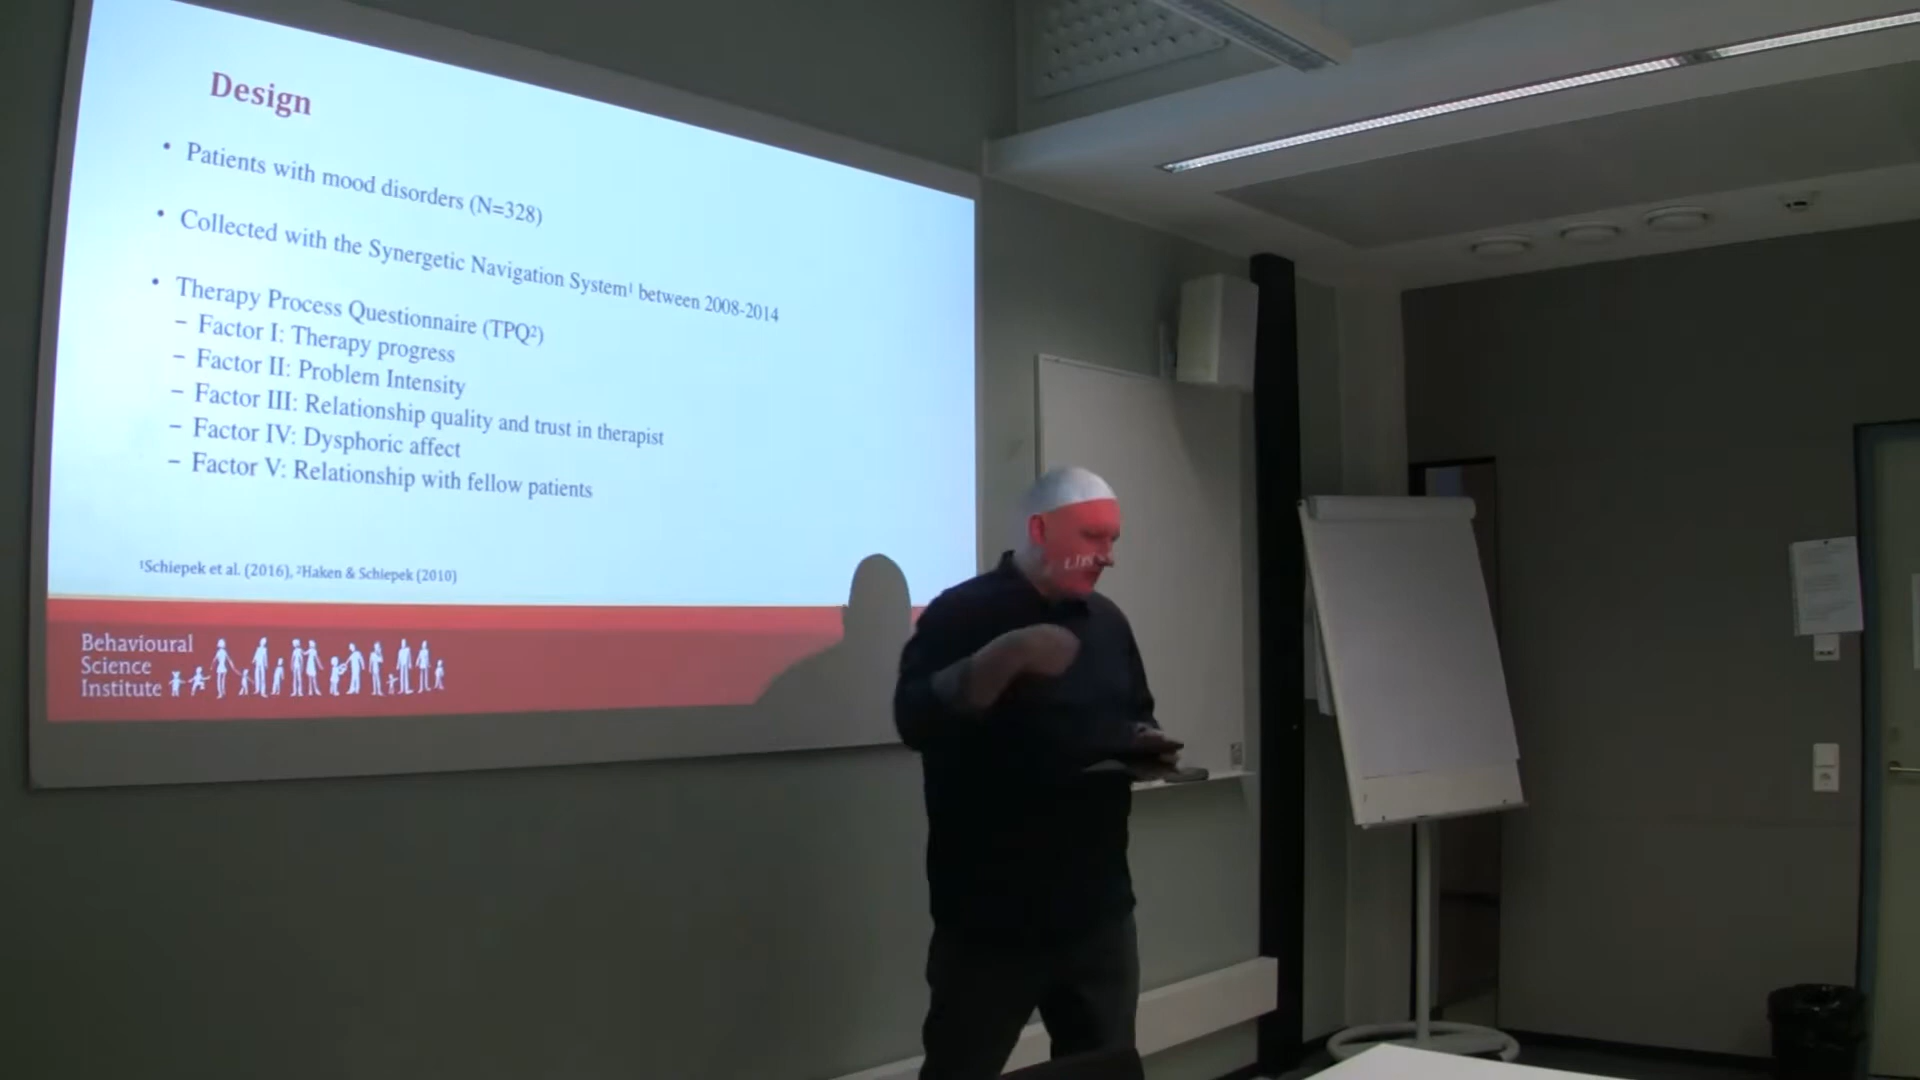 Design
• Patients with mood disorders (N=328)
• Collected with the Synergetic Navigation System¹ between 2008-2014
• Therapy Process Questionnaire (TPQ²)
– Factor I: Therapy progress
– Factor II: Problem Intensity
– Factor III: Relationship quality and trust in therapist
– Factor IV: Dysphoric affect
– Factor V: Relationship with fellow patients
¹Schiepek et al. (2016), ²Haken & Schiepek (2010)
Behavioural
Science
Institute